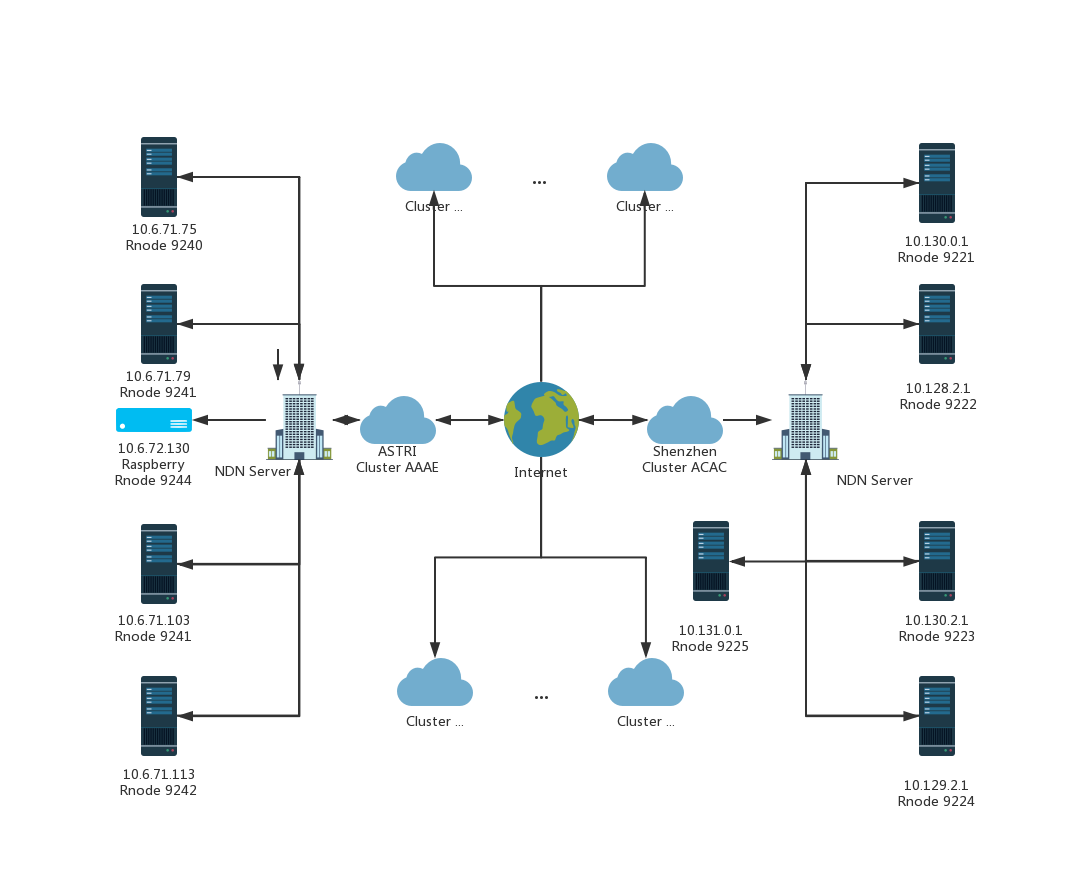 Cluster ...
...
Cluster ...
10.6.71.75
Rnode 9240
10.130.0.1
Rnode 9221
10.6.71.79
Rnode 9241
10.128.2.1
Rnode 9222
10.6.72.130
Raspberry
Rnode 9244
NDN Server
ASTRI
Cluster AAAE
Internet
Shenzhen
Cluster ACAC
NDN Server
10.6.71.103
Rnode 9241
10.131.0.1
Rnode 9225
10.130.2.1
Rnode 9223
Cluster ...
...
Cluster ...
10.6.71.113
Rnode 9242
10.129.2.1
Rnode 9224